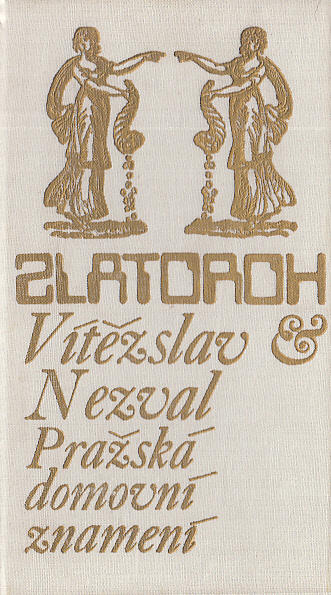 ZLATOROH
Vítězslav &
Nezval
Pražská
domovní
znamení